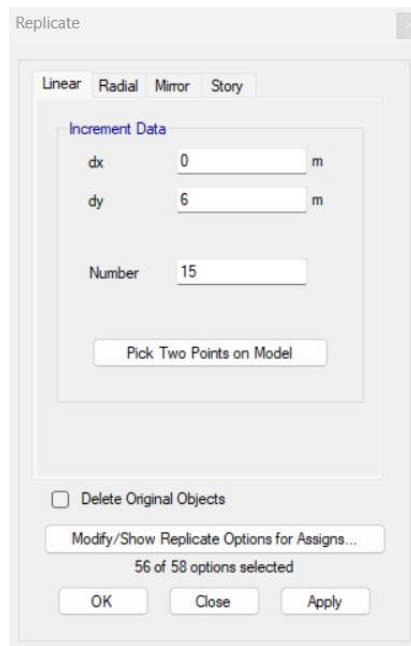 Replicate
Linear Radial Mirror Story
Increment Data
dx 0 m
dy 6 m
Number 15
Pick Two Points on Model
Delete Original Objects
Modify/Show Replicate Options for Assigns...
56 of 58 options selected
OK Close Apply